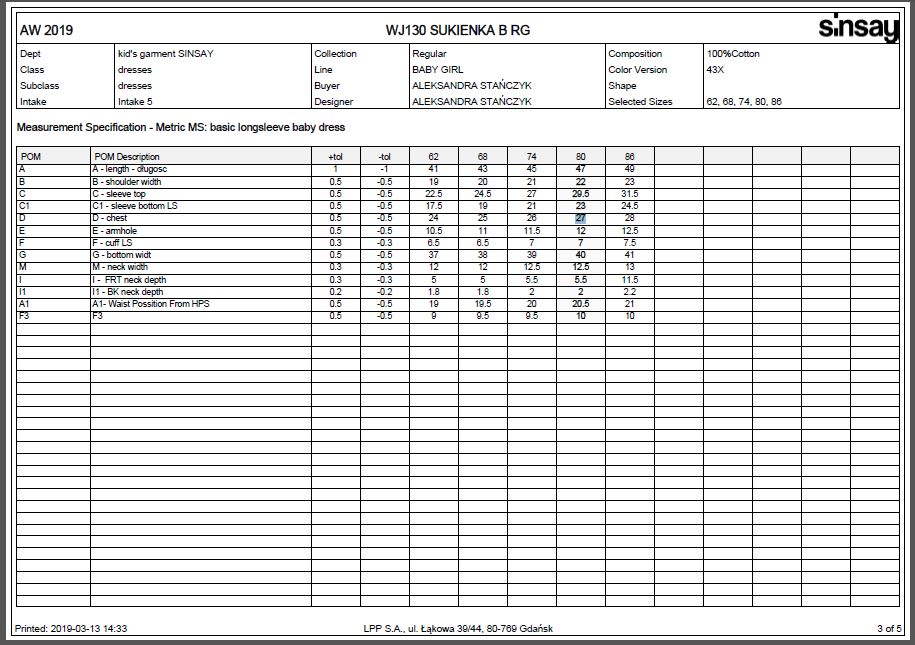 AW 2019 WJ130 SUKIENKA B RG sinsay
Dept kid's garment SINSAY Collection Regular Composition 100%Cotton
Class dresses Line BABY GIRL Color Version 43X
Subclass dresses Buyer ALEKSANDRA STAŃCZYK Shape
Intake Intake 5 Designer ALEKSANDRA STAŃCZYK Selected Sizes 62, 68, 74, 80, 86
Measurement Specification - Metric MS: basic longsleeve baby dress
POM POM Description +tol -tol 62 68 74 80 86
A A - length - długosc 1 -1 41 43 45 47 49
B B - shoulder width 0.5 -0.5 19 20 21 22 23
C C - sleeve top 0.5 -0.5 22.5 24.5 27 29.5 31.5
C1 C1 - sleeve bottom LS 0.5 -0.5 17.5 19 21 23 24.5
D D - chest 0.5 -0.5 24 25 26 27 28
E E - armhole 0.5 -0.5 10.5 11 11.5 12 12.5
F F - cuff LS 0.3 -0.3 6.5 6.5 7 7 7.5
G G - bottom widt 0.5 -0.5 37 38 39 40 41
M M - neck width 0.3 -0.3 12 12 12.5 12.5 13
I I - FRT neck depth 0.3 -0.3 5 5 5.5 5.5 11.5
I1 I1 - BK neck depth 0.2 -0.2 1.8 1.8 2 2 2.2
A1 A1- Waist Possition From HPS 0.5 -0.5 19 19.5 20 20.5 21
F3 F3 0.5 -0.5 9 9.5 9.5 10 10
Printed: 2019-03-13 14:33 LPP S.A., ul. Łąkowa 39/44, 80-769 Gdańsk 3 of 5